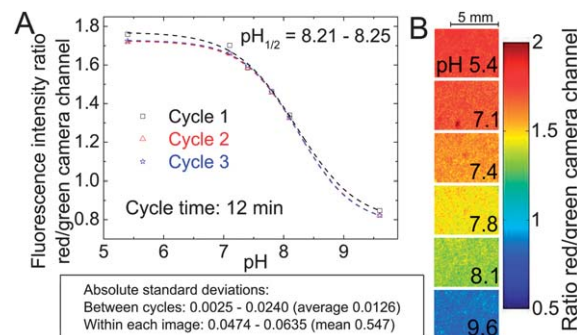 A
Fluorescence intensity ratio
red/green camera channel
1.8
1.6
1.4
1.2
1.0
0.8
pH1/2 = 8.21 - 8.25
Cycle 1
Cycle 2
Cycle 3
Cycle time: 12 min
6
7
8
9
pH
Absolute standard deviations:
Between cycles: 0.0025 - 0.0240 (average 0.0126)
Within each image: 0.0474 - 0.0635 (mean 0.547)
B
5 mm
pH 5.4
7.1
7.4
7.8
8.1
9.6
2
1.5
1
0.5
Ratio red/green camera channel